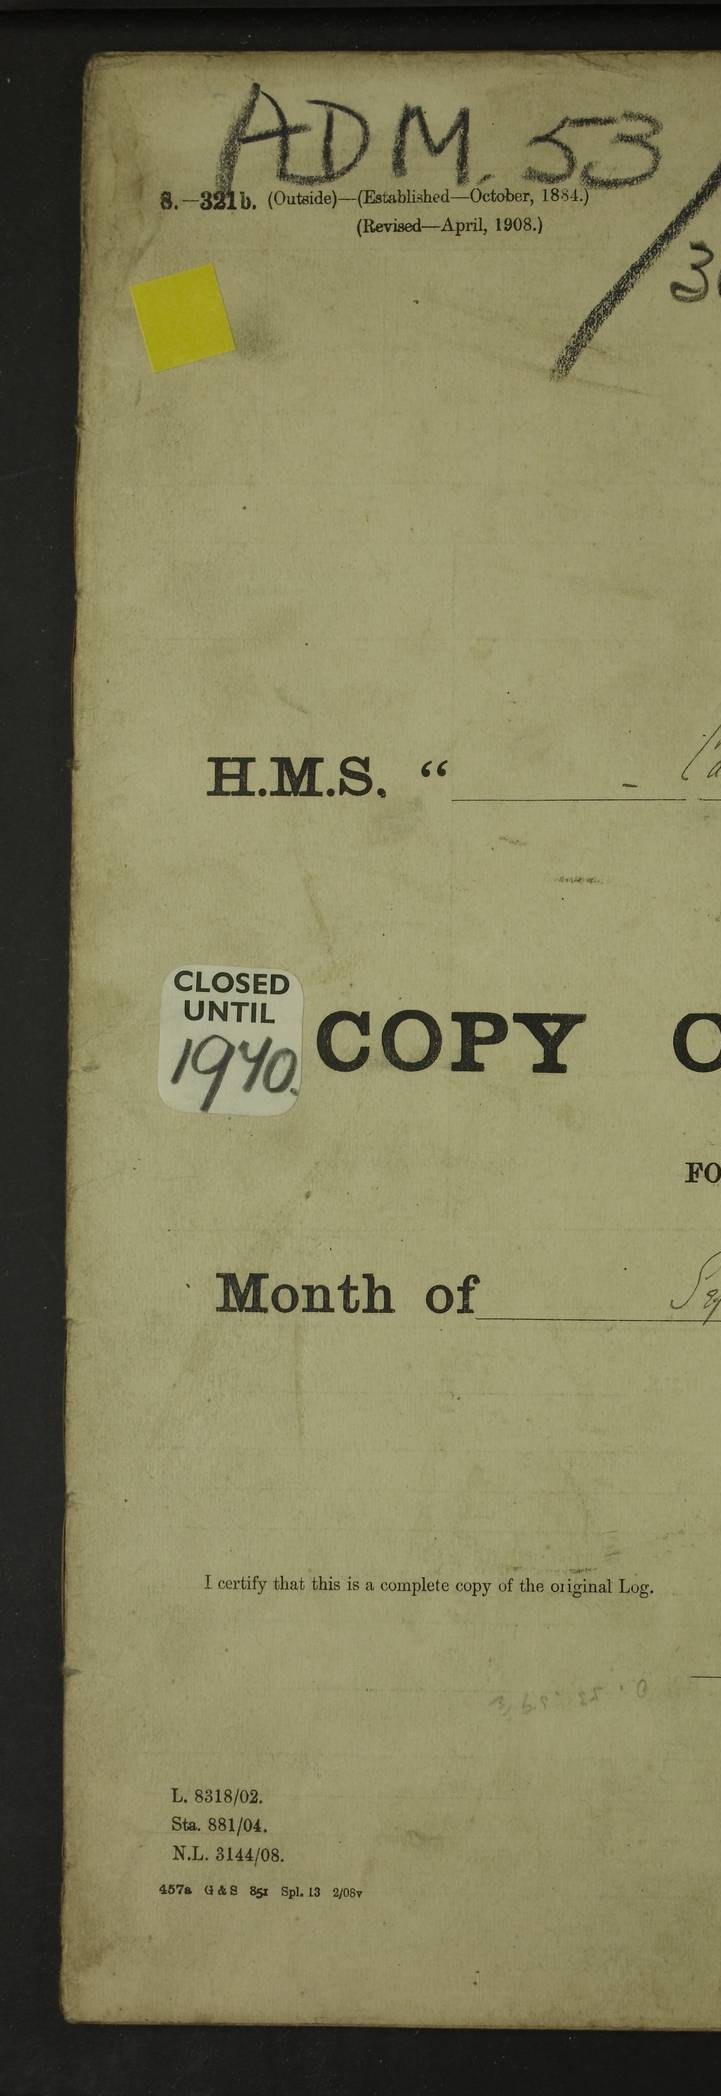 ADM. 53 /
S.—321b. (Outside)—(Established—October, 1884.)
(Revised—April, 1908.)
H.M.S. “
CLOSED
UNTIL
1940.
COPY
FO
Month of
I certify that this is a complete copy of the original Log.
L. 8318/02.
Sta. 881/04.
N.L. 3144/08.
457a G & S 851 Spl. 13 2/08v